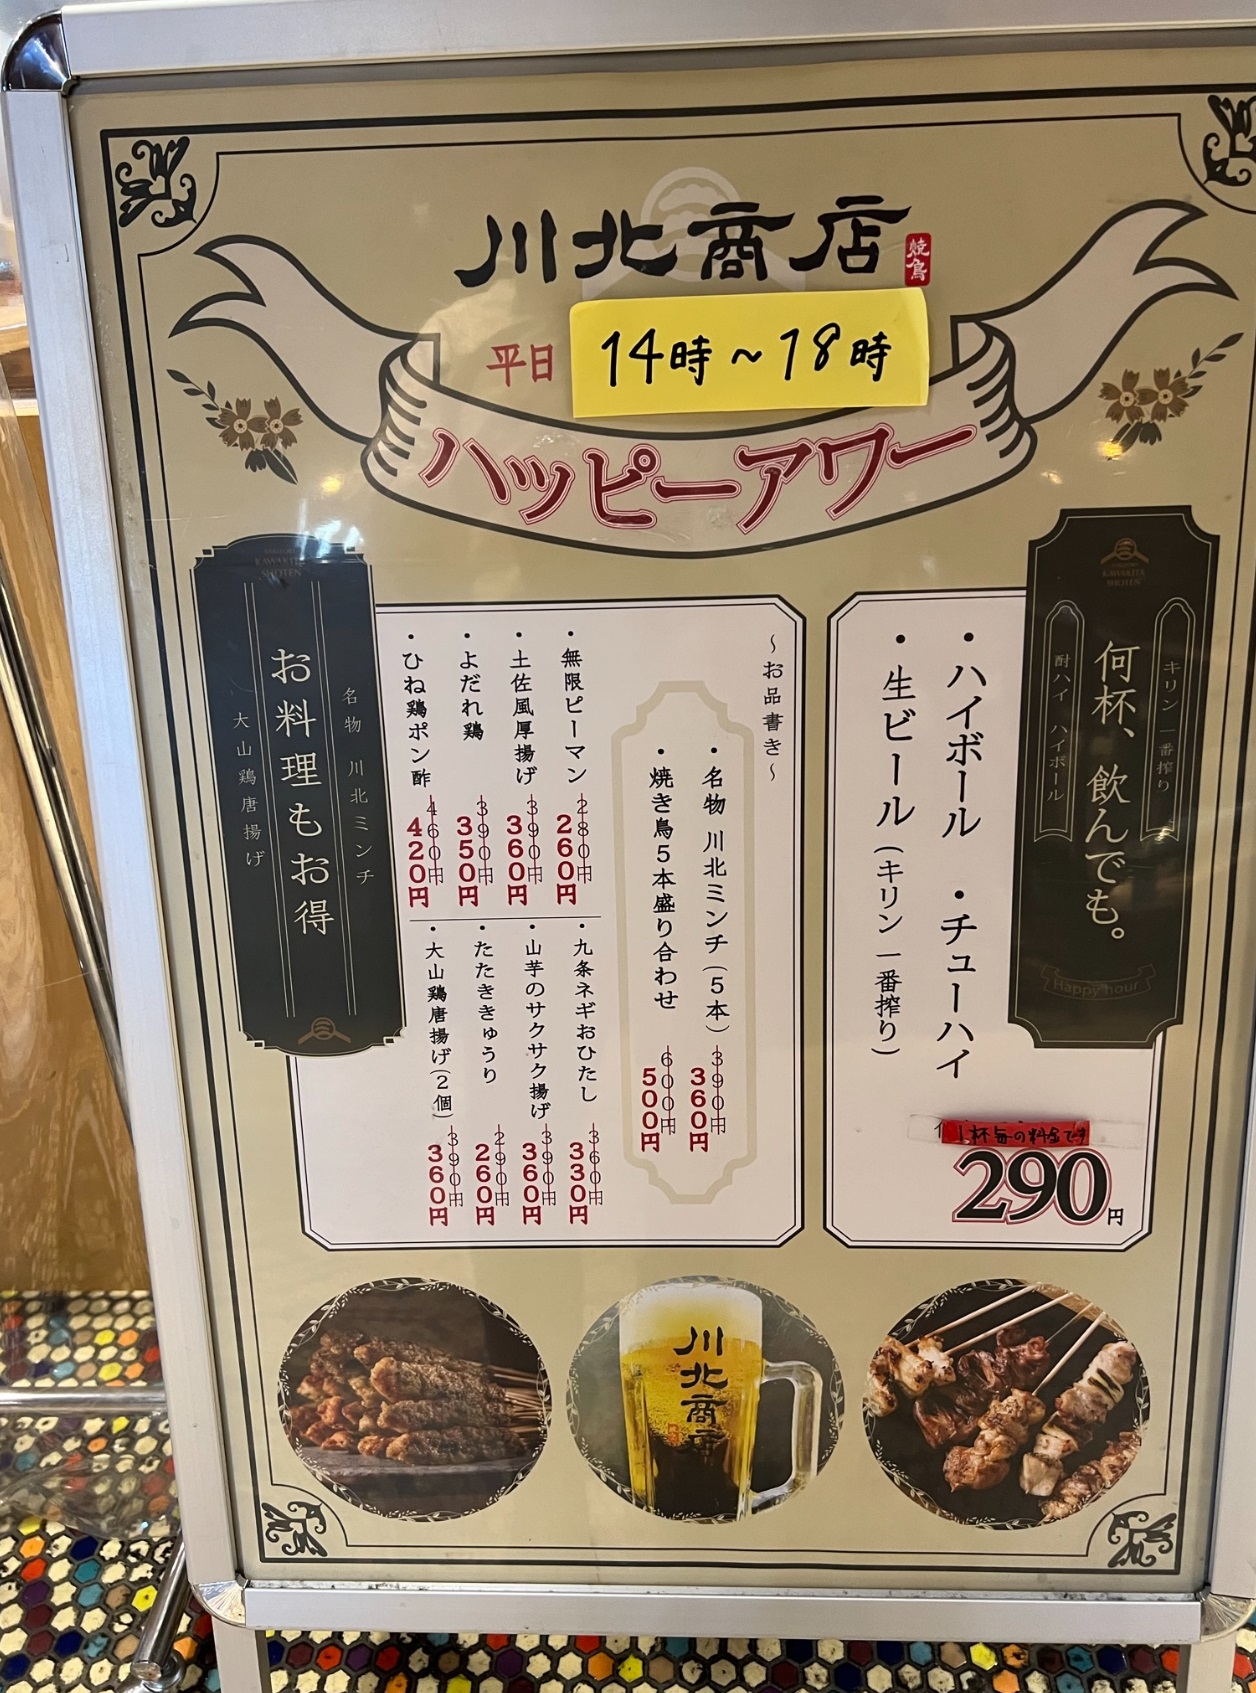 川北商店
焼鳥
平日 14時～18時
ハッピーアワー
KAWAKITA
SHOTEN
キリン 一番搾り
何杯、飲んでも。
酎ハイ ハイボール
Happy hour
・ハイボール ・チューハイ
・生ビール(キリン 一番搾り)
1杯毎の料金です
290円
～お品書き～
・名物 川北ミンチ(5本) 390円 360円
・焼き鳥5本盛り合わせ 600円 500円
・無限ピーマン 280円 260円
・土佐風厚揚げ 390円 360円
・よだれ鶏 390円 350円
・ひね鶏ポン酢 460円 420円
・九条ネギおひたし 360円 330円
・山芋のサクサク揚げ 390円 360円
・たたききゅうり 290円 260円
・大山鶏唐揚げ(2個) 390円 360円
KAWAKITA
SHOTEN
名物 川北ミンチ
お料理もお得
大山鶏唐揚げ
川北商店